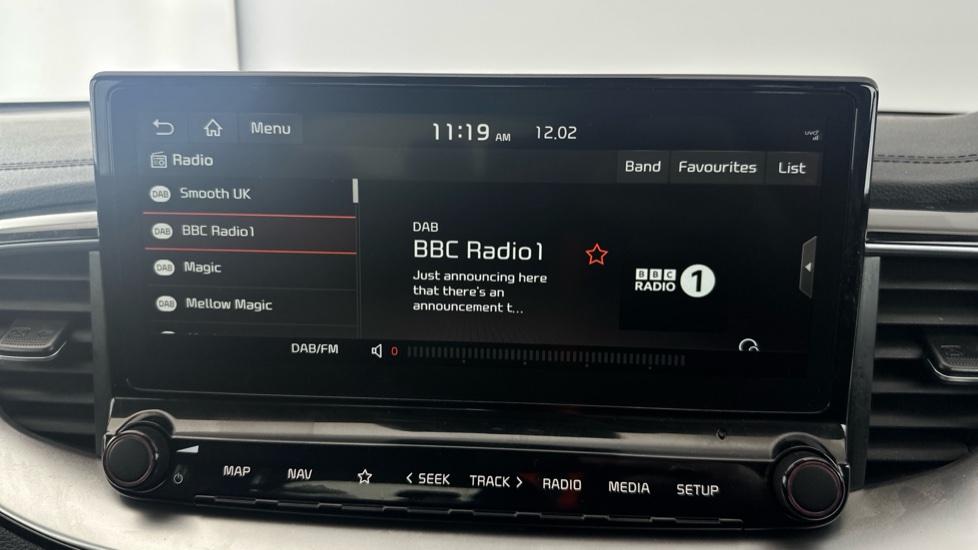 Menu 11:19 AM 12.02 UVO
Radio Band Favourites List
DAB Smooth UK
DAB BBC Radio1
DAB Magic
DAB Mellow Magic
DAB
BBC Radio1
Just announcing here
that there's an
announcement t...
BBC
RADIO 1
DAB/FM 0
MAP NAV < SEEK TRACK > RADIO MEDIA SETUP